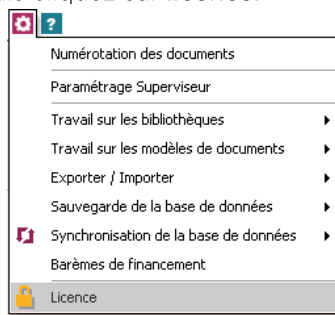 ?
Numérotation des documents
Paramétrage Superviseur
Travail sur les bibliothèques
Travail sur les modèles de documents
Exporter / Importer
Sauvegarde de la base de données
Synchronisation de la base de données
Barèmes de financement
Licence